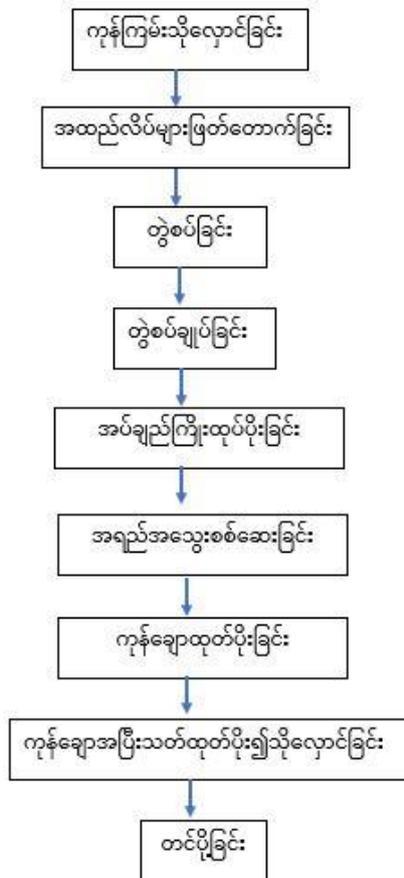 ကုန်ကြမ်းသိုလှောင်ခြင်း
အထည်လိပ်များဖြတ်တောက်ခြင်း
တွဲစပ်ခြင်း
တွဲစပ်ချုပ်ခြင်း
အပ်ချည်ကြိုးထုပ်ပိုးခြင်း
အရည်အသွေးစစ်ဆေးခြင်း
ကုန်ချောထုတ်ပိုးခြင်း
ကုန်ချောအပြီးသတ်ထုတ်ပိုး၍သိုလှောင်ခြင်း
တင်ပို့ခြင်း